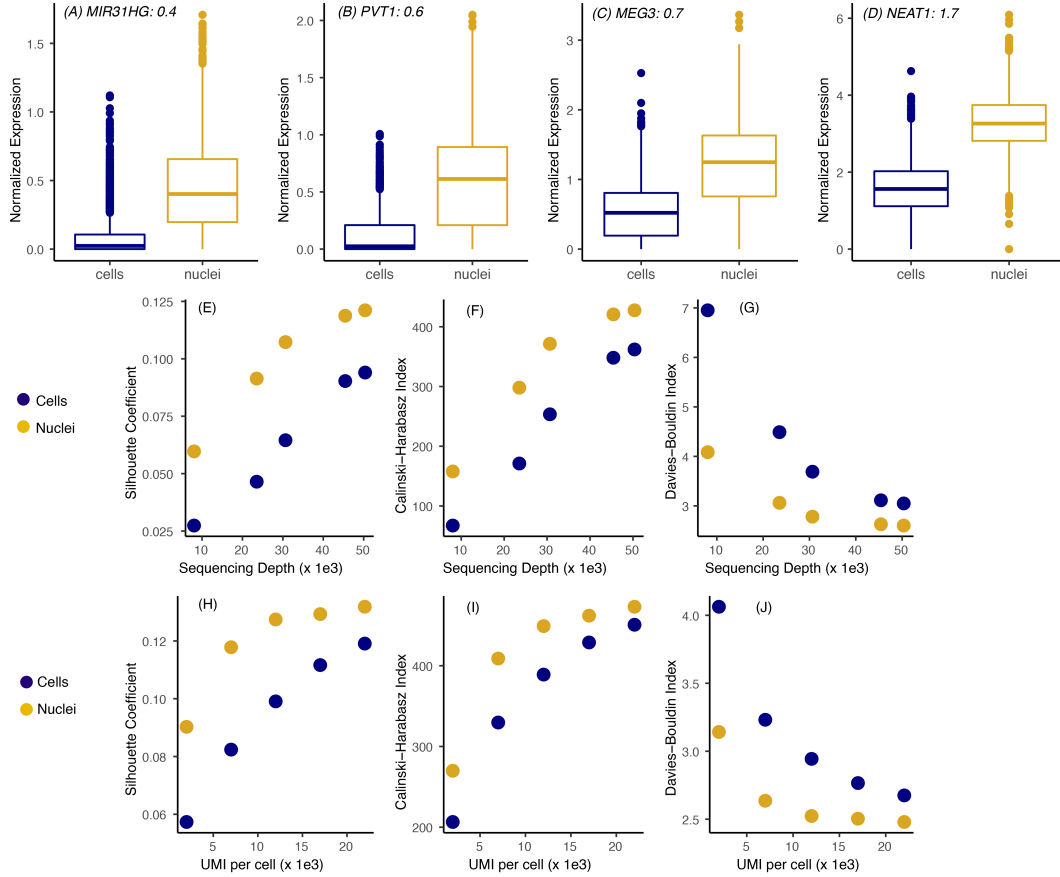 (A) MIR31HG: 0.4
Normalized Expression
1.5
1.0
0.5
0.0
cells nuclei
(B) PVT1: 0.6
Normalized Expression
2.0
1.5
1.0
0.5
0.0
cells nuclei
(C) MEG3: 0.7
Normalized Expression
3
2
1
0
cells nuclei
(D) NEAT1: 1.7
Normalized Expression
6
4
2
0
cells nuclei
Cells
Nuclei
(E)
Silhouette Coefficient
0.125
0.100
0.075
0.050
0.025
10 20 30 40 50
Sequencing Depth (x 1e3)
(F)
Calinski−Harabasz Index
400
300
200
100
10 20 30 40 50
Sequencing Depth (x 1e3)
(G)
Davies−Bouldin Index
7
6
5
4
3
10 20 30 40 50
Sequencing Depth (x 1e3)
Cells
Nuclei
(H)
Silhouette Coefficient
0.12
0.10
0.08
0.06
5 10 15 20
UMI per cell (x 1e3)
(I)
Calinski−Harabasz Index
400
300
200
5 10 15 20
UMI per cell (x 1e3)
(J)
Davies−Bouldin Index
4.0
3.5
3.0
2.5
5 10 15 20
UMI per cell (x 1e3)